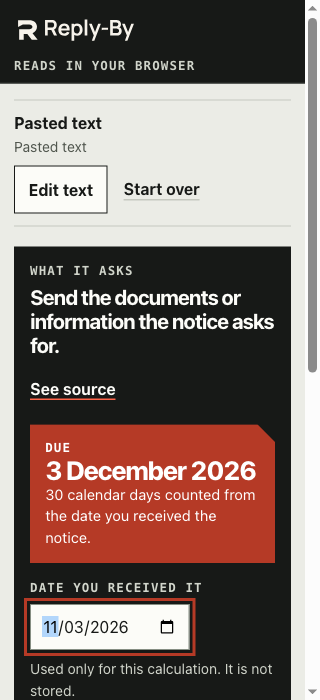 Reply-By
READS IN YOUR BROWSER
Pasted text
Pasted text
Edit text
Start over
WHAT IT ASKS
Send the documents or
information the notice asks
for.
See source
DUE
3 December 2026
30 calendar days counted from
the date you received the
notice.
DATE YOU RECEIVED IT
11/03/2026
Used only for this calculation. It is not
stored.